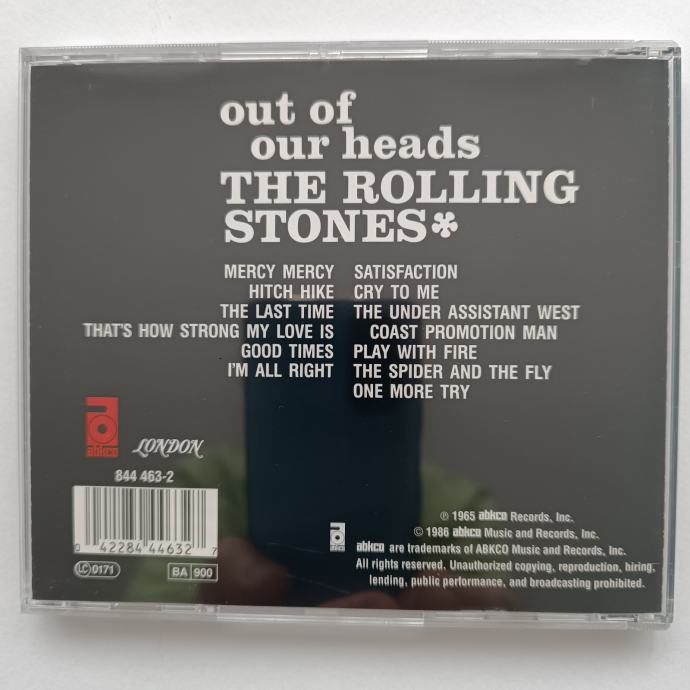 out of
our heads
THE ROLLING
STONES*
MERCY MERCY
HITCH HIKE
THE LAST TIME
THAT'S HOW STRONG MY LOVE IS
GOOD TIMES
I'M ALL RIGHT
SATISFACTION
CRY TO ME
THE UNDER ASSISTANT WEST
COAST PROMOTION MAN
PLAY WITH FIRE
THE SPIDER AND THE FLY
ONE MORE TRY
abkco
LONDON
844 463-2
0 42284 44632 7
LC 0171
BA 900
℗ 1965 abkco Records, Inc.
© 1986 abkco Music and Records, Inc.
abkco are trademarks of ABKCO Music and Records, Inc.
All rights reserved. Unauthorized copying, reproduction, hiring,
lending, public performance, and broadcasting prohibited.